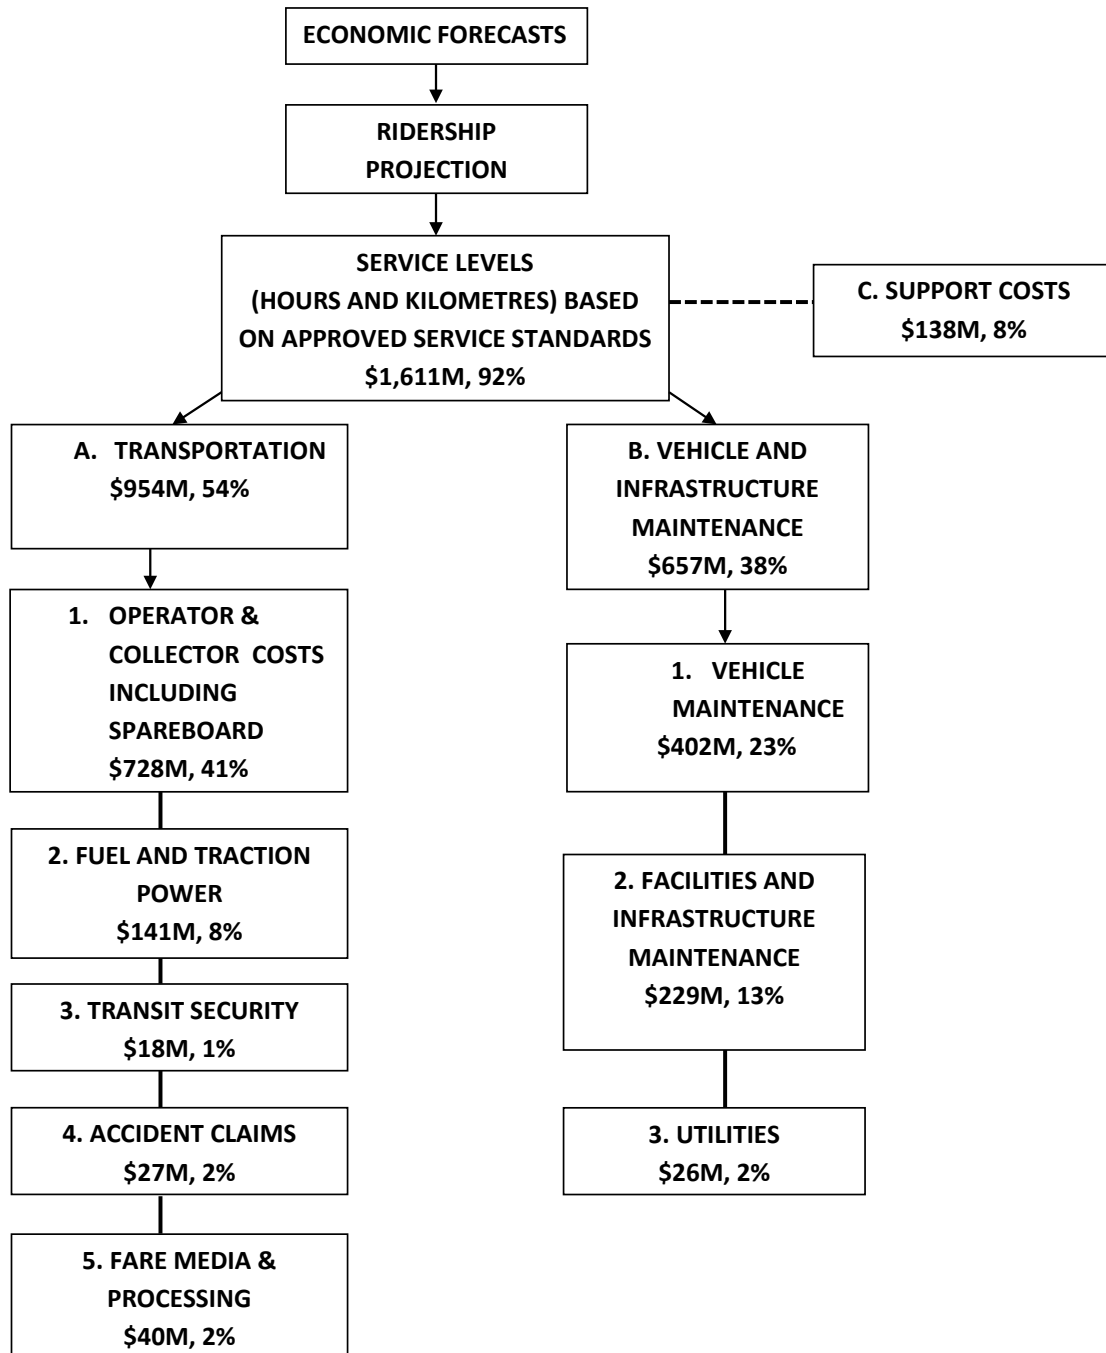 ECONOMIC FORECASTS
RIDERSHIP
PROJECTION
SERVICE LEVELS
(HOURS AND KILOMETRES) BASED
ON APPROVED SERVICE STANDARDS
$1,611M, 92%
C. SUPPORT COSTS
$138M, 8%
A. TRANSPORTATION
$954M, 54%
B. VEHICLE AND
INFRASTRUCTURE
MAINTENANCE
$657M, 38%
1. OPERATOR &
COLLECTOR COSTS
INCLUDING
SPAREBOARD
$728M, 41%
1. VEHICLE
MAINTENANCE
$402M, 23%
2. FUEL AND TRACTION
POWER
$141M, 8%
2. FACILITIES AND
INFRASTRUCTURE
MAINTENANCE
$229M, 13%
3. TRANSIT SECURITY
$18M, 1%
4. ACCIDENT CLAIMS
$27M, 2%
3. UTILITIES
$26M, 2%
5. FARE MEDIA &
PROCESSING
$40M, 2%